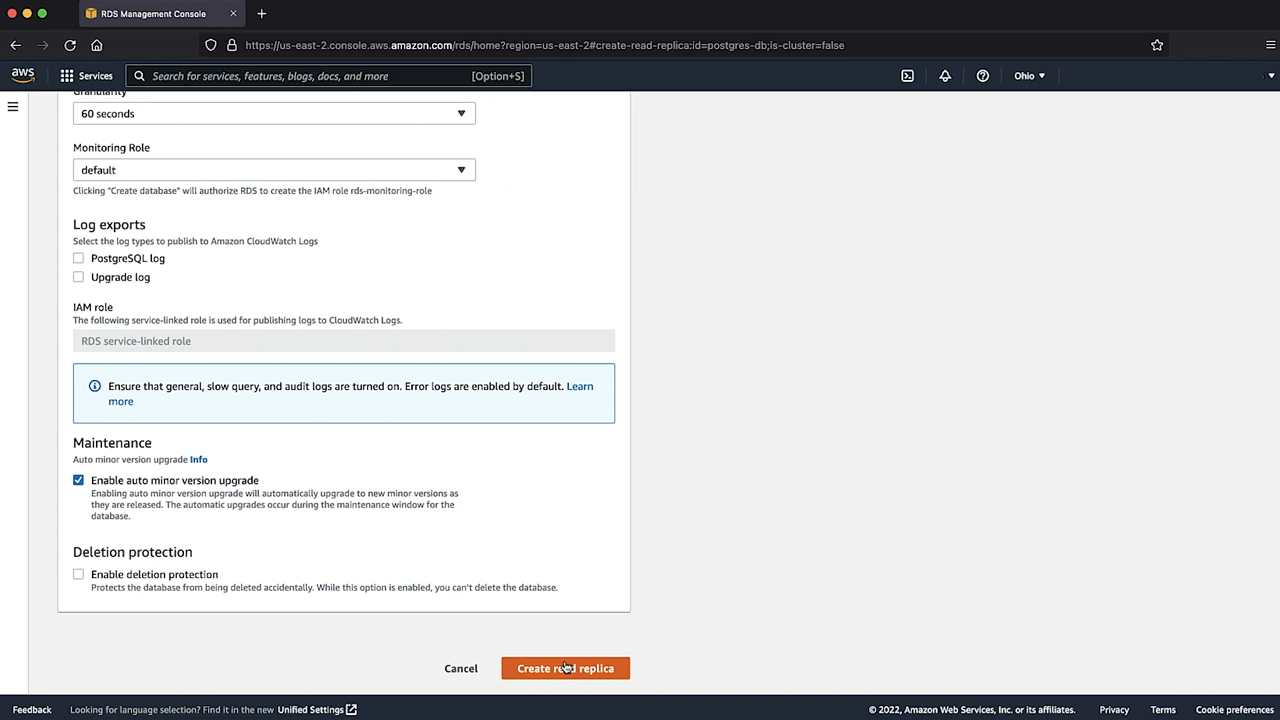 RDS Management Console
https://us-east-2.console.aws.amazon.com/rds/home?region=us-east-2#create-read-replica:id=postgres-db;is-cluster=false
aws
Services
Search for services, features, blogs, docs, and more
[Option+S]
Ohio
Granularity
60 seconds
Monitoring Role
default
Clicking "Create database" will authorize RDS to create the IAM role rds-monitoring-role
Log exports
Select the log types to publish to Amazon CloudWatch Logs
PostgreSQL log
Upgrade log
IAM role
The following service-linked role is used for publishing logs to CloudWatch Logs.
RDS service-linked role
Ensure that general, slow query, and audit logs are turned on. Error logs are enabled by default. Learn
more
Maintenance
Auto minor version upgrade Info
Enable auto minor version upgrade
Enabling auto minor version upgrade will automatically upgrade to new minor versions as
they are released. The automatic upgrades occur during the maintenance window for the
database.
Deletion protection
Enable deletion protection
Protects the database from being deleted accidentally. While this option is enabled, you can't delete the database.
Cancel
Create read replica
Feedback
Looking for language selection? Find it in the new Unified Settings
© 2022, Amazon Web Services, Inc. or its affiliates.
Privacy
Terms
Cookie preferences